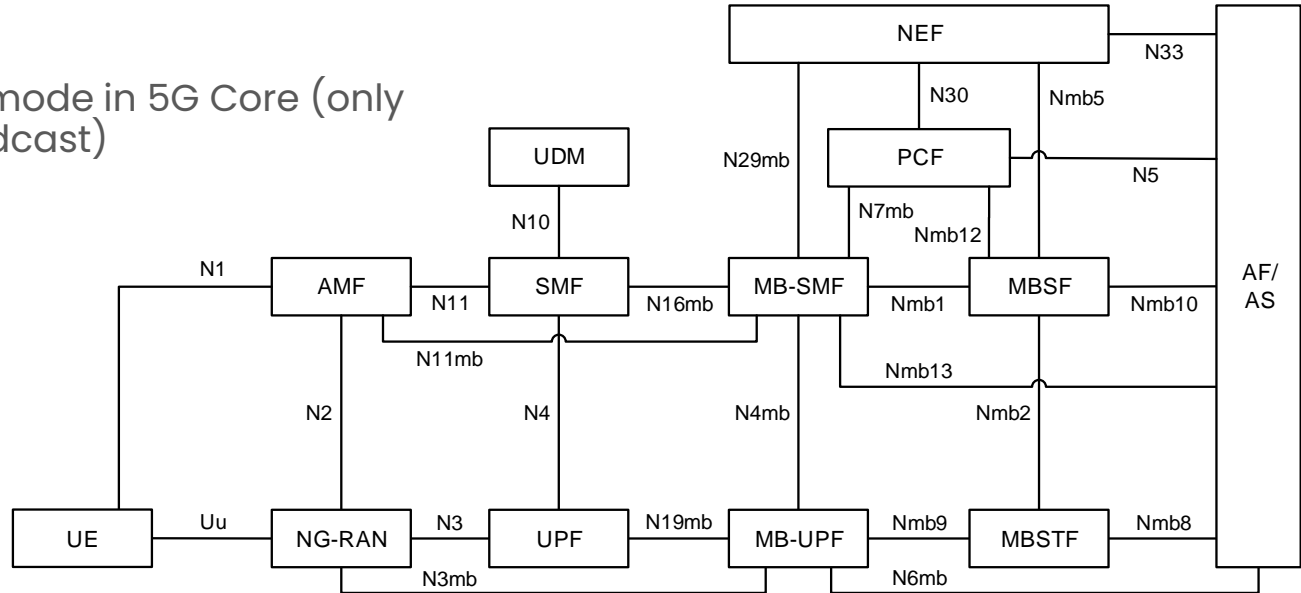 mode in 5G Core (only
dcast)
NEF
N33
N30
Nmb5
UDM
N29mb
PCF
N5
N10
N7mb
Nmb12
N1
AMF
N11
SMF
N16mb
MB-SMF
Nmb1
MBSF
Nmb10
AF/
AS
N11mb
Nmb13
N2
N4
N4mb
Nmb2
UE
Uu
NG-RAN
N3
UPF
N19mb
MB-UPF
Nmb9
MBSTF
Nmb8
N3mb
N6mb